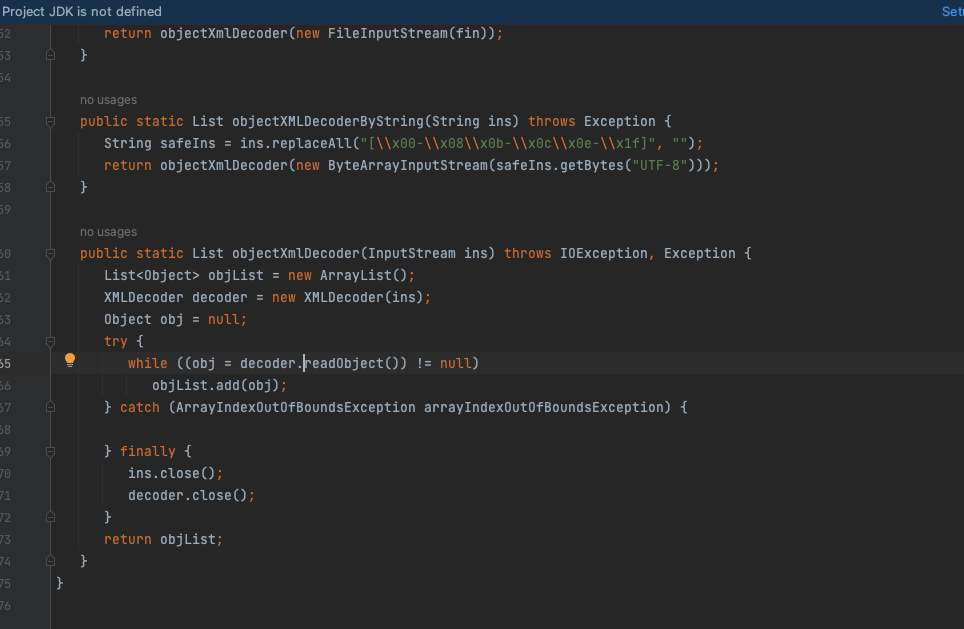 Project JDK is not defined Setu
52 return objectXmlDecoder(new FileInputStream(fin));
53 }
54
no usages
55 public static List objectXMLDecoderByString(String ins) throws Exception {
56 String safeIns = ins.replaceAll("[\\x00-\\x08\\x0b-\\x0c\\x0e-\\x1f]", "");
57 return objectXmlDecoder(new ByteArrayInputStream(safeIns.getBytes("UTF-8")));
58 }
59
no usages
60 public static List objectXmlDecoder(InputStream ins) throws IOException, Exception {
61 List<Object> objList = new ArrayList();
62 XMLDecoder decoder = new XMLDecoder(ins);
63 Object obj = null;
64 try {
65 while ((obj = decoder.readObject()) != null)
66 objList.add(obj);
67 } catch (ArrayIndexOutOfBoundsException arrayIndexOutOfBoundsException) {
68
69 } finally {
70 ins.close();
71 decoder.close();
72 }
73 return objList;
74 }
75 }
76